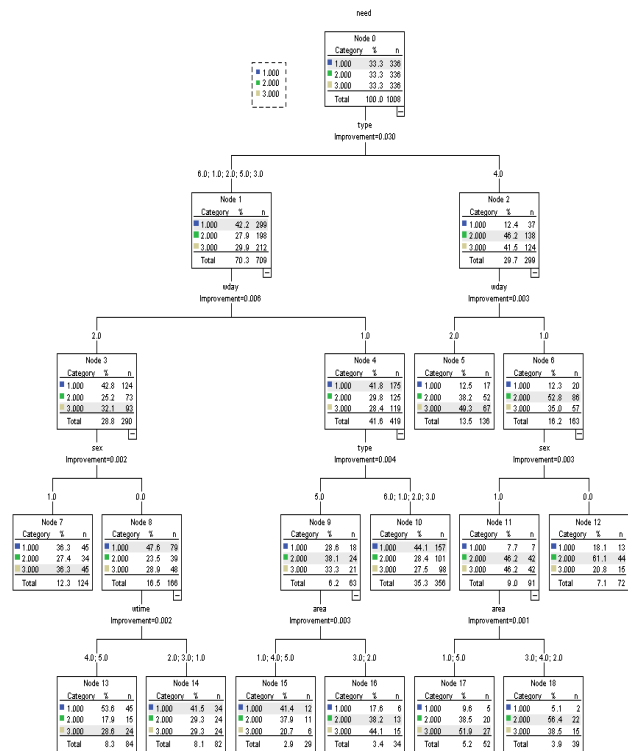 need
Node 0
Category % n
1.000 33.3 336
2.000 33.3 336
3.000 33.3 336
Total 100.0 1008
1.000
2.000
3.000
type
Improvement=0.030
6.0; 1.0; 2.0; 5.0; 3.0
4.0
Node 1
Category % n
1.000 42.2 299
2.000 27.9 198
3.000 29.9 212
Total 70.3 709
Node 2
Category % n
1.000 12.4 37
2.000 46.2 138
3.000 41.5 124
Total 29.7 299
wday
Improvement=0.006
wday
Improvement=0.003
2.0
1.0
2.0
1.0
Node 3
Category % n
1.000 42.8 124
2.000 25.2 73
3.000 32.1 93
Total 28.8 290
Node 4
Category % n
1.000 41.8 175
2.000 29.8 125
3.000 28.4 119
Total 41.6 419
Node 5
Category % n
1.000 12.5 17
2.000 38.2 52
3.000 49.3 67
Total 13.5 136
Node 6
Category % n
1.000 12.3 20
2.000 52.8 86
3.000 35.0 57
Total 16.2 163
sex
Improvement=0.002
type
Improvement=0.004
sex
Improvement=0.003
1.0
0.0
5.0
6.0; 1.0; 2.0; 3.0
1.0
0.0
Node 7
Category % n
1.000 36.3 45
2.000 27.4 34
3.000 36.3 45
Total 12.3 124
Node 8
Category % n
1.000 47.6 79
2.000 23.5 39
3.000 28.9 48
Total 16.5 166
Node 9
Category % n
1.000 28.6 18
2.000 38.1 24
3.000 33.3 21
Total 6.2 63
Node 10
Category % n
1.000 44.1 157
2.000 28.4 101
3.000 27.5 98
Total 35.3 356
Node 11
Category % n
1.000 7.7 7
2.000 46.2 42
3.000 46.2 42
Total 9.0 91
Node 12
Category % n
1.000 18.1 13
2.000 61.1 44
3.000 20.8 15
Total 7.1 72
wtime
Improvement=0.002
area
Improvement=0.003
area
Improvement=0.001
4.0; 5.0
2.0; 3.0; 1.0
1.0; 4.0; 5.0
3.0; 2.0
1.0; 5.0
3.0; 4.0; 2.0
Node 13
Category % n
1.000 53.6 45
2.000 17.9 15
3.000 28.6 24
Total 8.3 84
Node 14
Category % n
1.000 41.5 34
2.000 29.3 24
3.000 29.3 24
Total 8.1 82
Node 15
Category % n
1.000 41.4 12
2.000 37.9 11
3.000 20.7 6
Total 2.9 29
Node 16
Category % n
1.000 17.6 6
2.000 38.2 13
3.000 44.1 15
Total 3.4 34
Node 17
Category % n
1.000 9.6 5
2.000 38.5 20
3.000 51.9 27
Total 5.2 52
Node 18
Category % n
1.000 5.1 2
2.000 56.4 22
3.000 38.5 15
Total 3.9 39